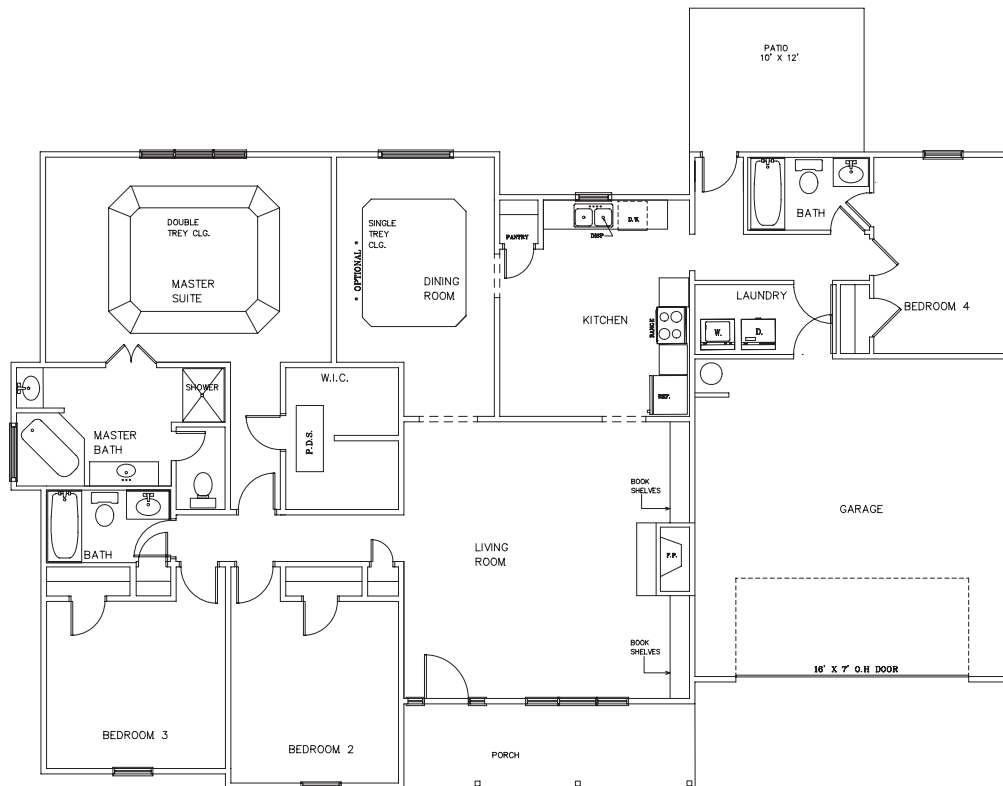 PATIO
10' X 12'
DOUBLE
TREY CLG.
MASTER
SUITE
SINGLE
TREY
CLG.
* OPTIONAL *
DINING
ROOM
PANTRY
DISP
D.W.
KITCHEN
RANGE
REF.
BATH
LAUNDRY
W.
D.
BEDROOM 4
SHOWER
W.I.C.
P.D.S.
MASTER
BATH
BATH
BOOK
SHELVES
GARAGE
LIVING
ROOM
F.P.
BOOK
SHELVES
16' X 7' O.H DOOR
BEDROOM 3
BEDROOM 2
PORCH